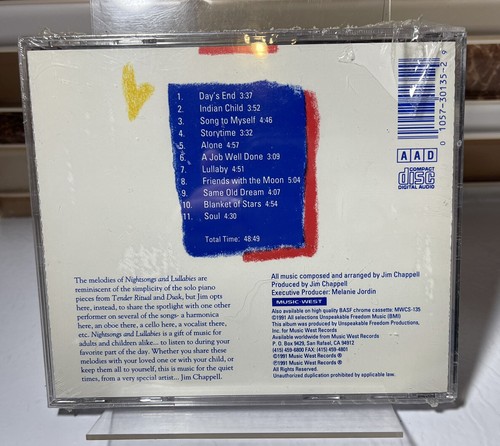 1. Day's End 3:37
2. Indian Child 3:52
3. Song to Myself 4:46
4. Storytime 3:32
5. Alone 4:57
6. A Job Well Done 3:09
7. Lullaby 4:51
8. Friends with the Moon 5:04
9. Same Old Dream 4:07
10. Blanket of Stars 4:54
11. Soul 4:30
Total Time: 48:49
0 1057-30135-2 9
AAD
COMPACT
disc
DIGITAL AUDIO
The melodies of Nightsongs and Lullabies are
reminiscent of the simplicity of the solo piano
pieces from Tender Ritual and Dusk, but Jim opts
here, instead, to share the spotlight with one other
performer on several of the songs- a harmonica
here, an oboe there, a cello here, a vocalist there,
etc. Nightsongs and Lullabies is a gift of music for
adults and children alike... to listen to during your
favorite part of the day. Whether you share these
melodies with your loved one or with your child, or
keep them all to yourself, this is music for the quiet
times, from a very special artist... Jim Chappell.
All music composed and arranged by Jim Chappell
Produced by Jim Chappell
Executive Producer: Melanie Jordin
MUSIC·WEST
Also available on high quality BASF chrome cassette: MWCS-135
©1991 All selections Unspeakable Freedom Music (BMI)
This album was produced by Unspeakable Freedom Productions,
Inc. for Music West Records
Available worldwide from Music West Records
P. O. Box 9429, San Rafael, CA 94912
(415) 459-6800 FAX (415) 459-4801
©1991 Music West Records ®
℗1991 Music West Records ®
All Rights Reserved.
Unauthorized duplication prohibited by applicable law.